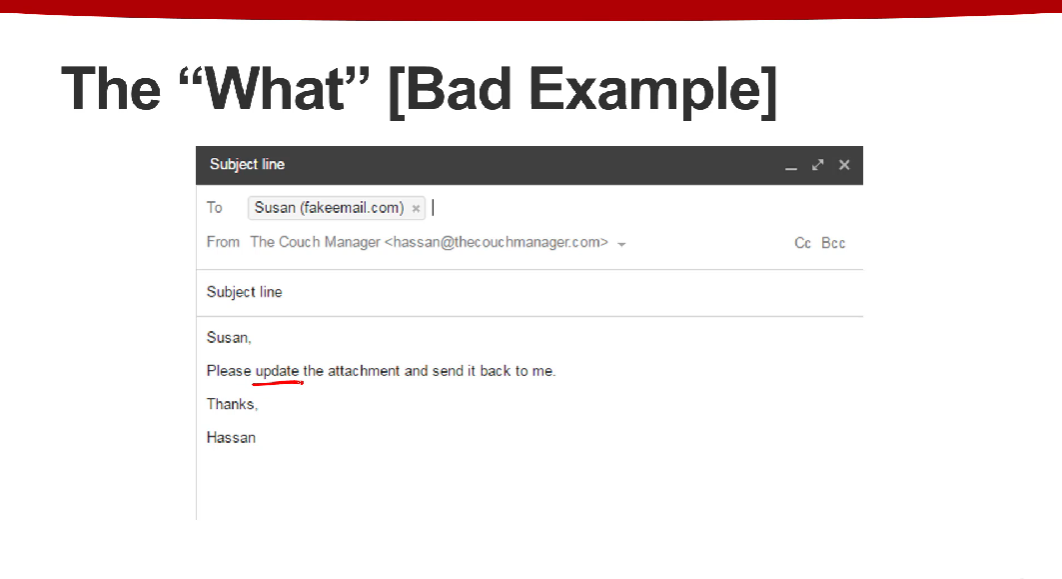 The “What” [Bad Example]
Subject line
To Susan (fakeemail.com) ×
From The Couch Manager <hassan@thecouchmanager.com> Cc Bcc
Subject line
Susan,
Please update the attachment and send it back to me.
Thanks,
Hassan